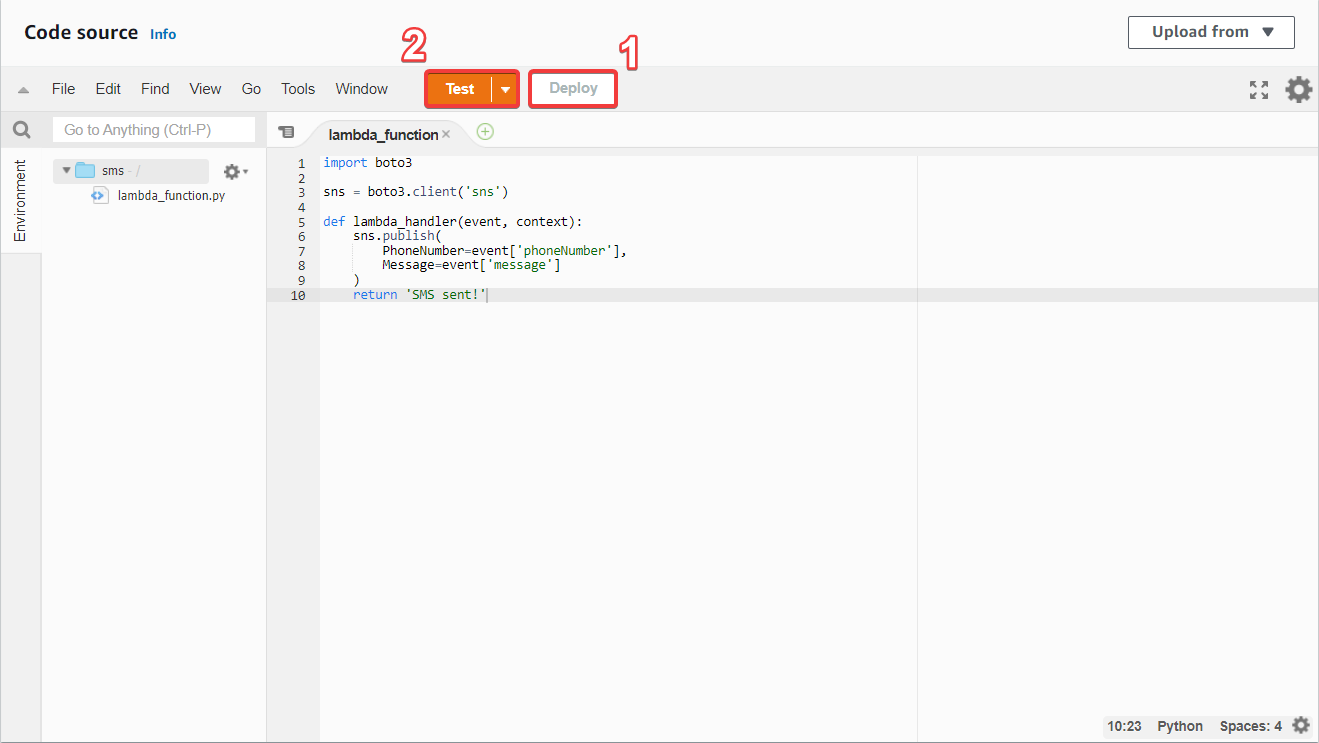 Code source Info
Upload from
2
1
File Edit Find View Go Tools Window Test Deploy
Go to Anything (Ctrl-P)
lambda_function
Environment
sms - /
lambda_function.py
1 import boto3
2
3 sns = boto3.client('sns')
4
5 def lambda_handler(event, context):
6     sns.publish(
7         PhoneNumber=event['phoneNumber'],
8         Message=event['message']
9     )
10     return 'SMS sent!'
10:23 Python Spaces: 4